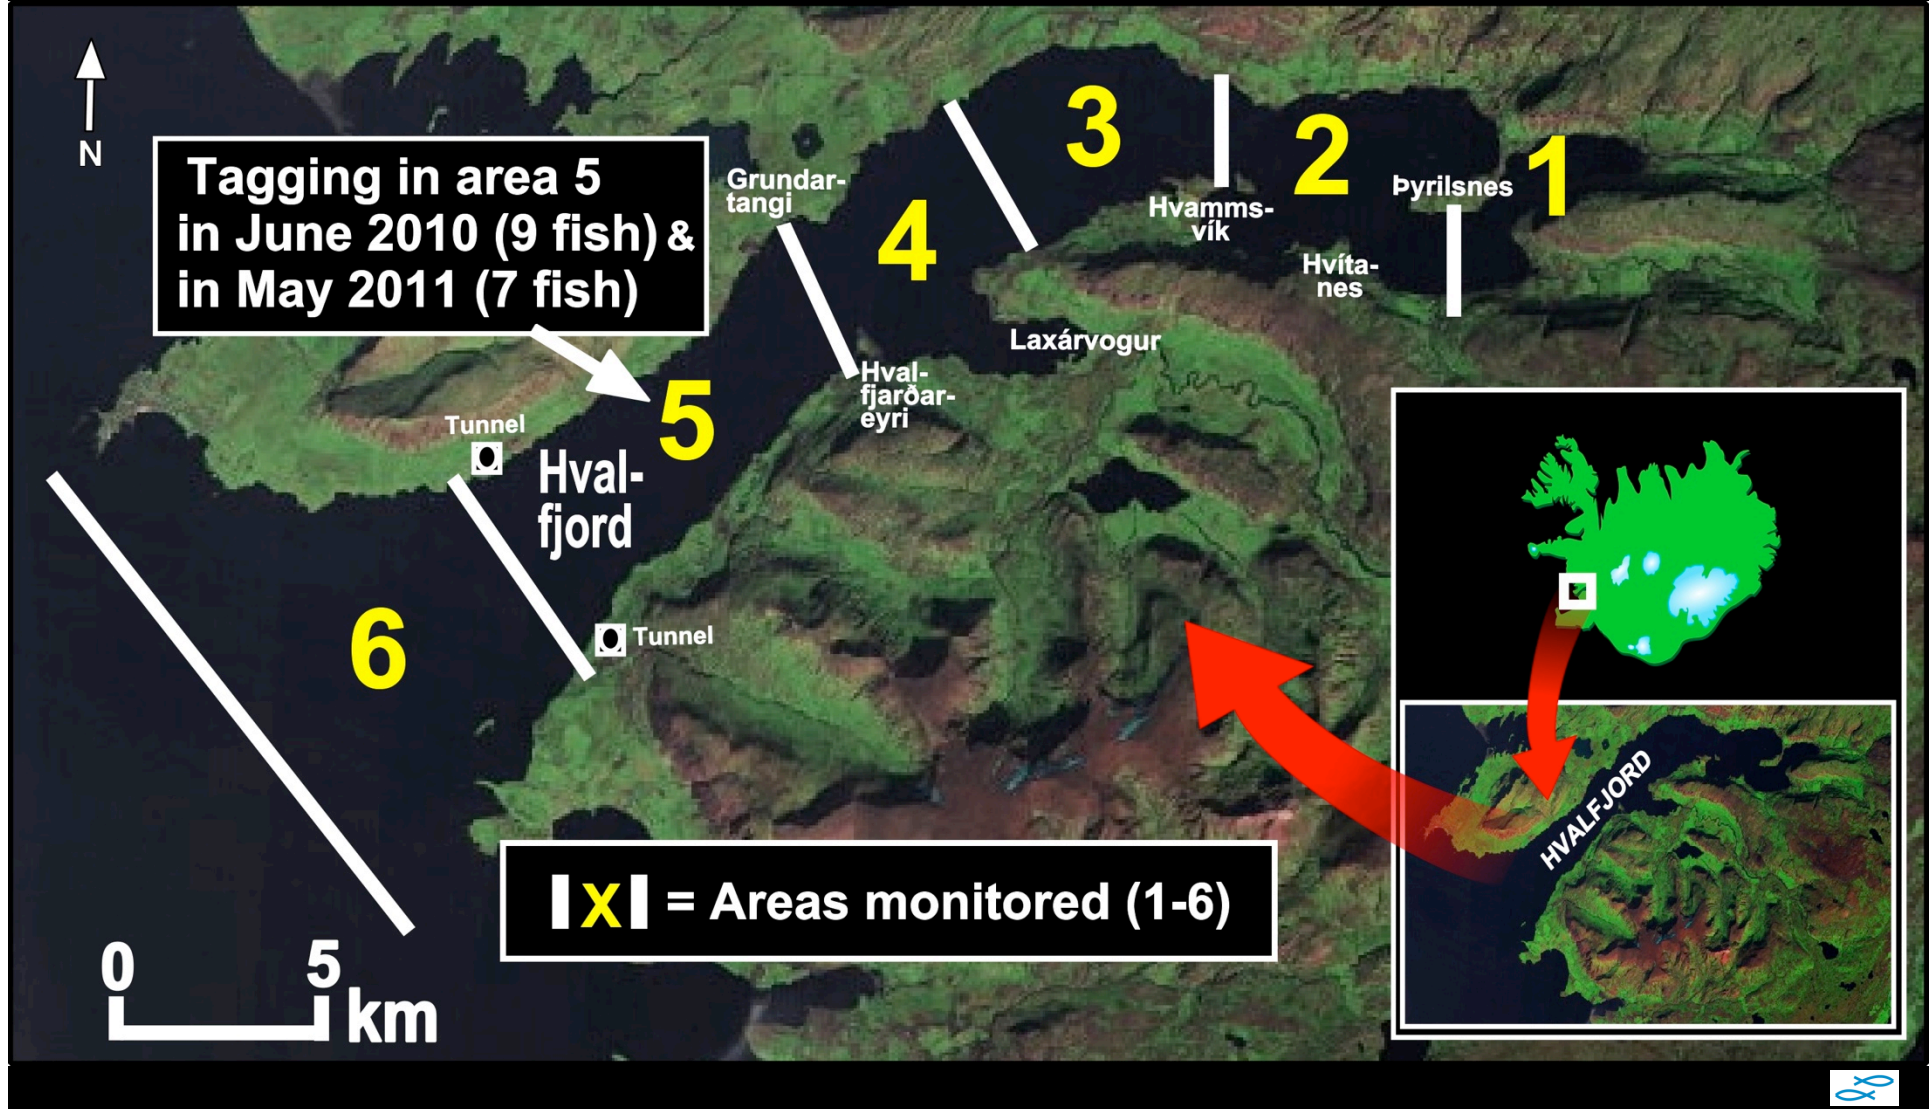 N
Tagging in area 5
in June 2010 (9 fish) &
in May 2011 (7 fish)
Grundar-
tangi
3
2
1
Þyrilsnes
Hvamms-
vík
Hvíta-
nes
4
Laxárvogur
Hval-
fjarðar-
eyri
5
Tunnel
Hval-
fjord
6
Tunnel
HVALFJORD
X = Areas monitored (1-6)
0 5
km